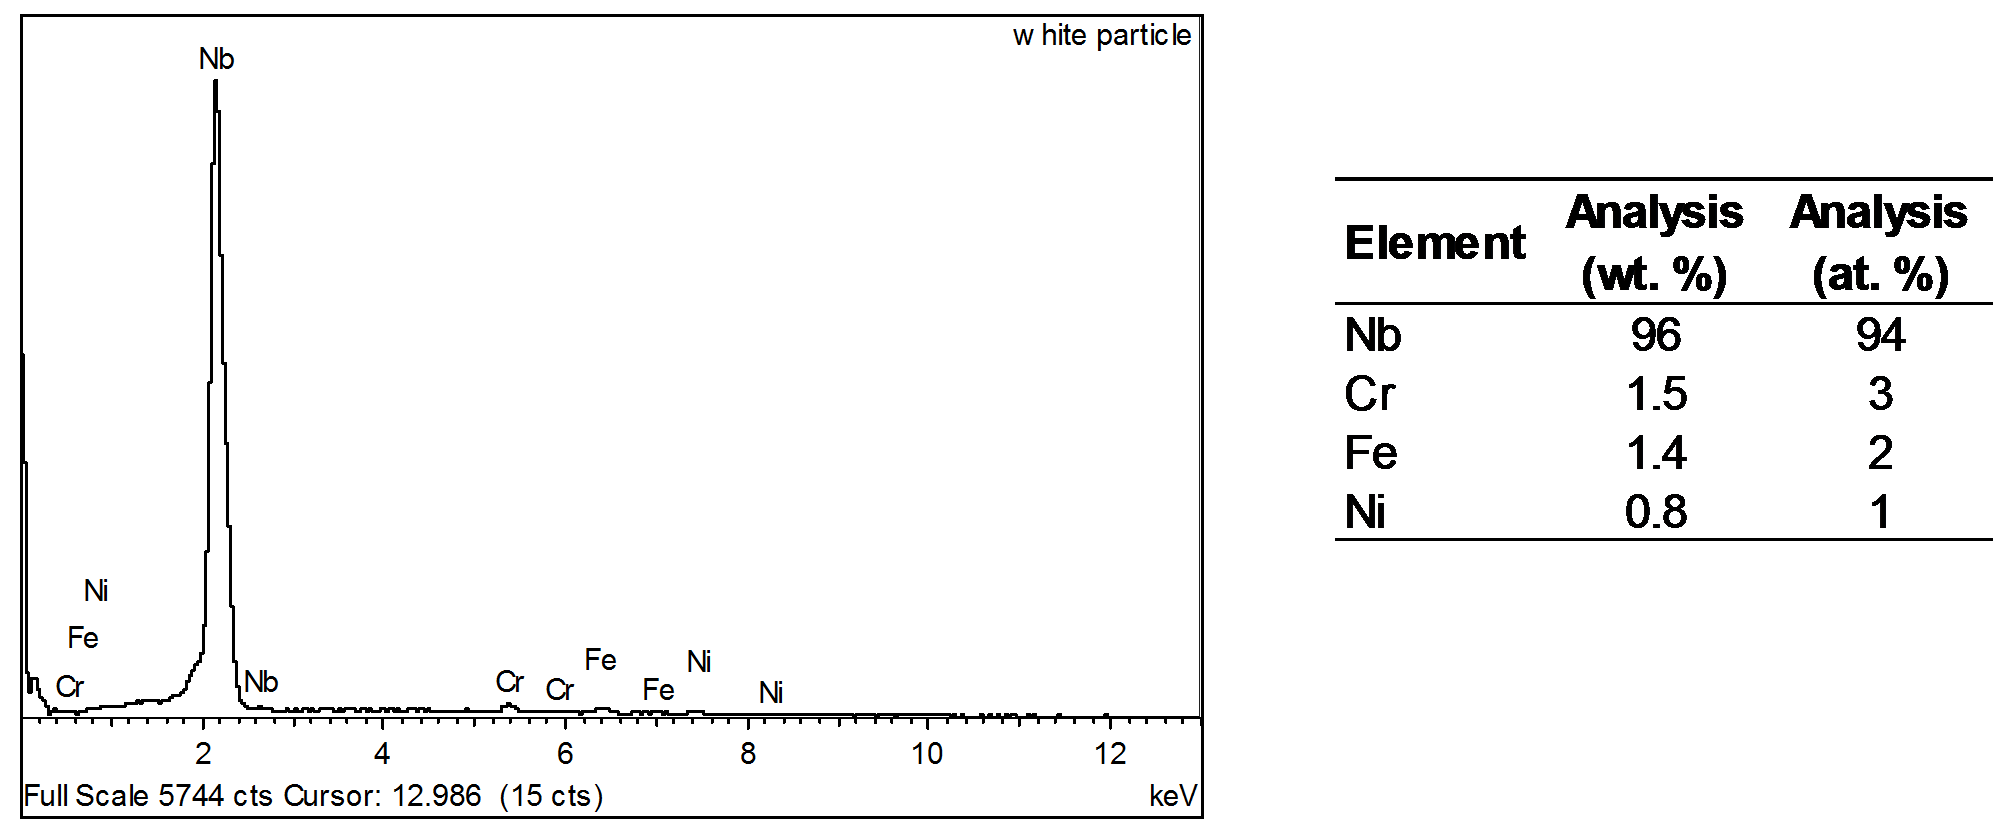 w hite particle
Nb
Ni
Fe
Cr
Nb
Cr
Cr
Fe
Fe
Ni
Ni
2 4 6 8 10 12
Full Scale 5744 cts Cursor: 12.986 (15 cts) keV
Element Analysis (wt. %) Analysis (at. %)
Nb 96 94
Cr 1.5 3
Fe 1.4 2
Ni 0.8 1